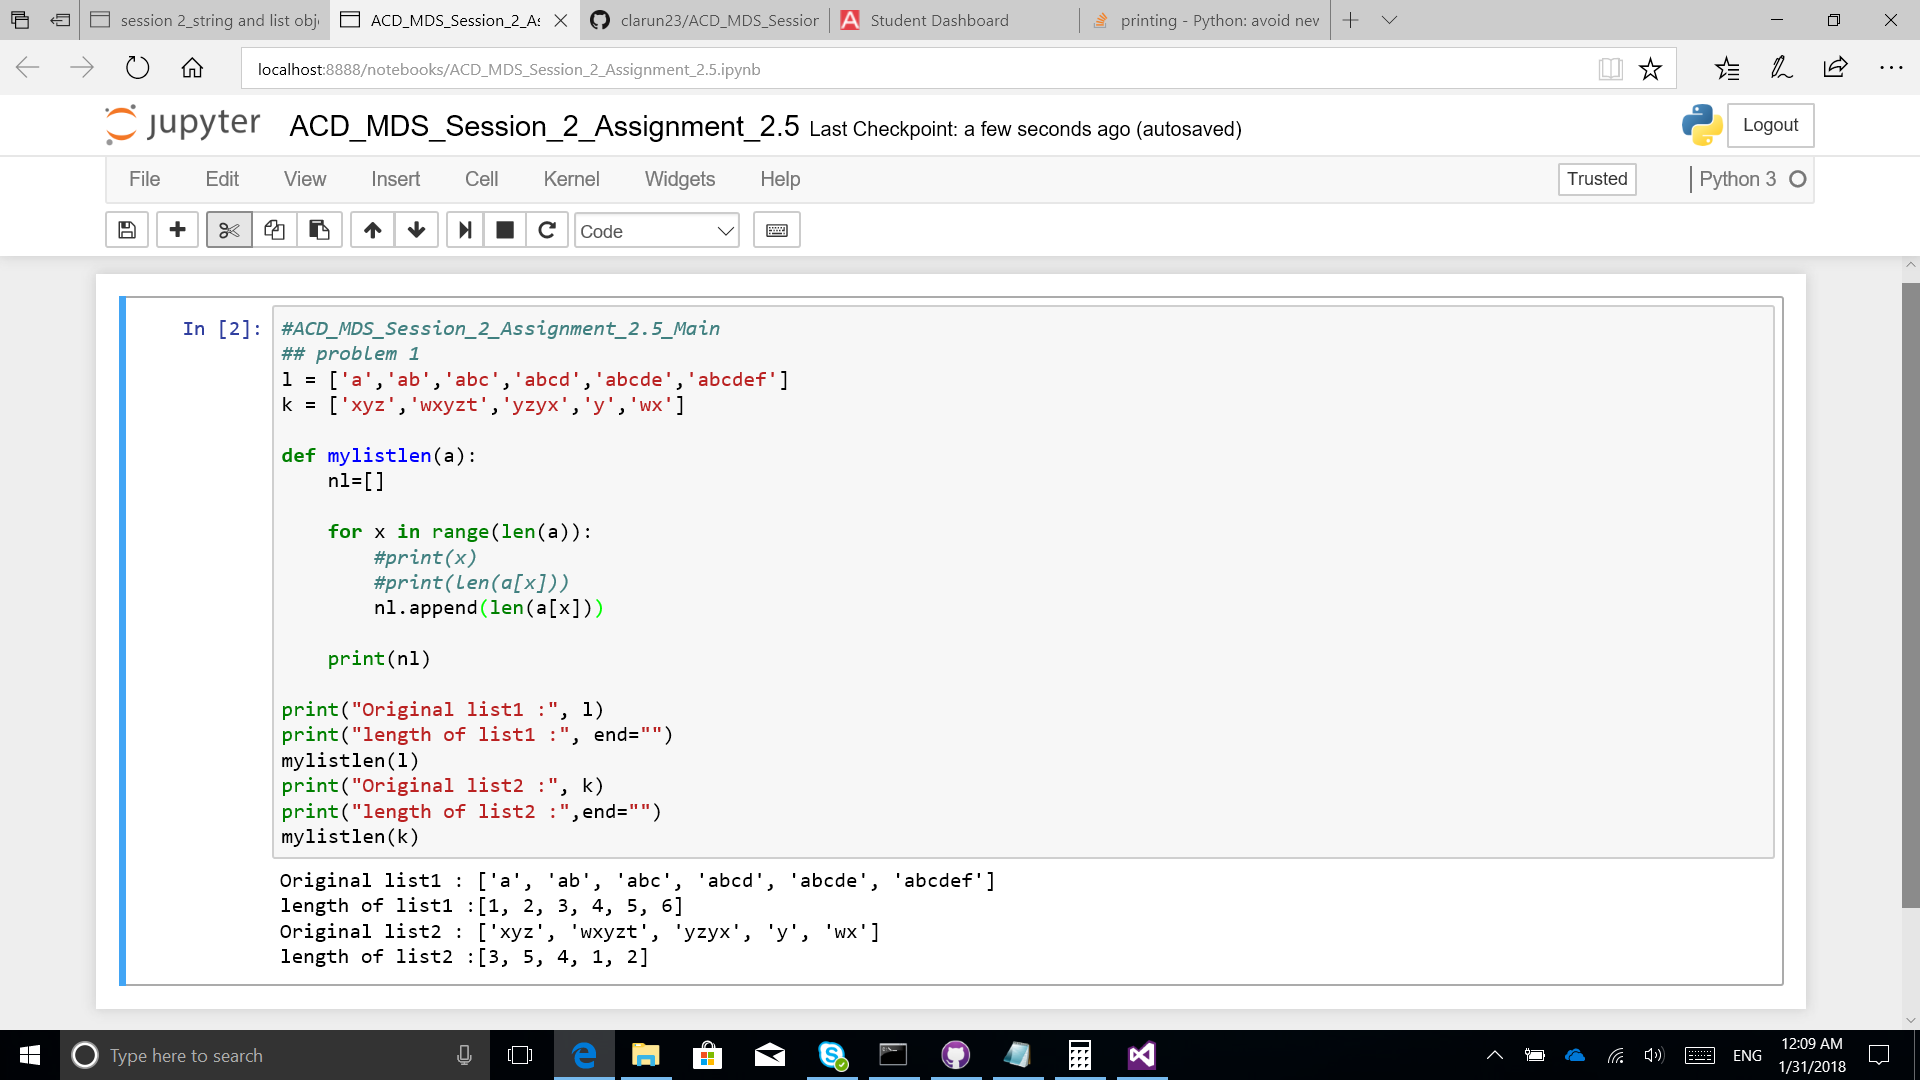 session 2_string and list obj
ACD_MDS_Session_2_As
clarun23/ACD_MDS_Session
Student Dashboard
printing - Python: avoid nev
localhost:8888/notebooks/ACD_MDS_Session_2_Assignment_2.5.ipynb
jupyter ACD_MDS_Session_2_Assignment_2.5 Last Checkpoint: a few seconds ago (autosaved)
Logout
File Edit View Insert Cell Kernel Widgets Help
Trusted
Python 3
Code
In [2]:
#ACD_MDS_Session_2_Assignment_2.5_Main
## problem 1
l = ['a','ab','abc','abcd','abcde','abcdef']
k = ['xyz','wxyzt','yzyx','y','wx']
def mylistlen(a):
    nl=[]
    for x in range(len(a)):
        #print(x)
        #print(len(a[x]))
        nl.append(len(a[x]))
    print(nl)
print("Original list1 :", l)
print("length of list1 :", end="")
mylistlen(l)
print("Original list2 :", k)
print("length of list2 :",end="")
mylistlen(k)
Original list1 : ['a', 'ab', 'abc', 'abcd', 'abcde', 'abcdef']
length of list1 :[1, 2, 3, 4, 5, 6]
Original list2 : ['xyz', 'wxyzt', 'yzyx', 'y', 'wx']
length of list2 :[3, 5, 4, 1, 2]
Type here to search
ENG
12:09 AM
1/31/2018